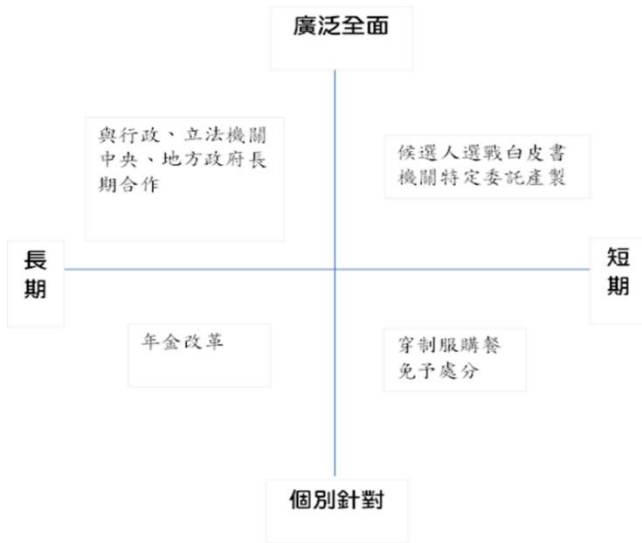 廣泛全面
與行政、立法機關
中央、地方政府長
期合作
候選人選戰白皮書
機關特定委託產製
長
期
短
期
年金改革
穿制服購餐
免予處分
個別針對